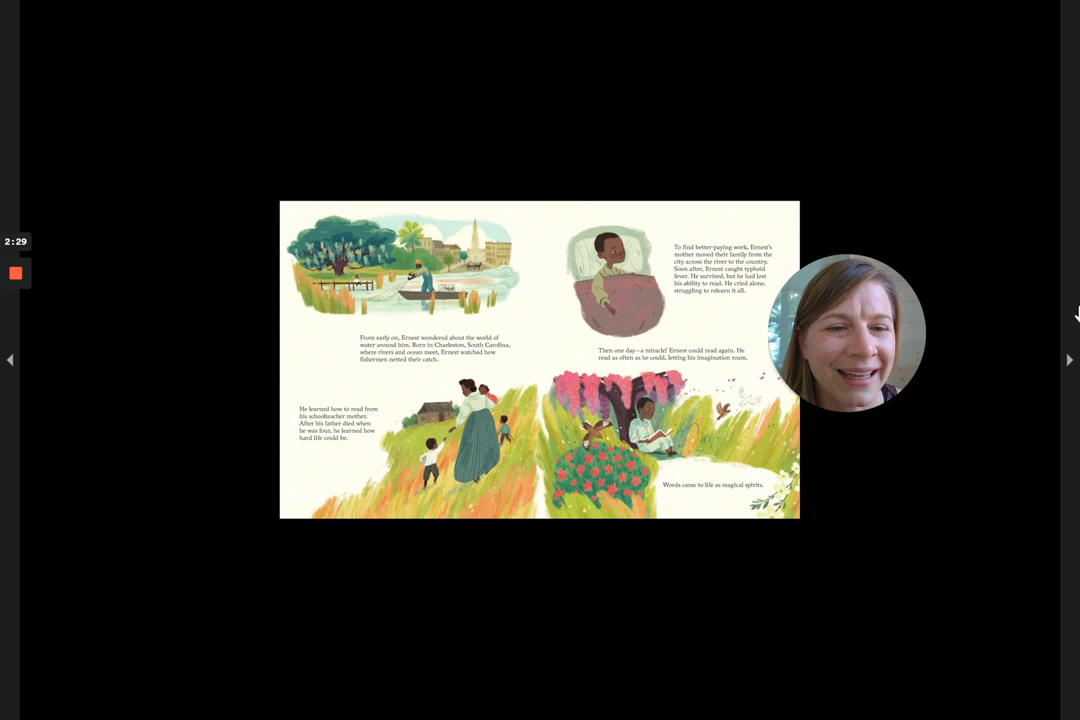 2:29
From early on, Ernest wondered about the world of
water around him. Born in Charleston, South Carolina,
where rivers and ocean meet, Ernest watched how
fishermen netted their catch.
He learned how to read from
his schoolteacher mother.
After his father died when
he was four, he learned how
hard life could be.
To find better-paying work, Ernest's
mother moved their family from the
city across the river to the country.
Soon after, Ernest caught typhoid
fever. He survived, but he had lost
his ability to read. He cried alone,
struggling to relearn it all.
Then one day—a miracle! Ernest could read again. He
read as often as he could, letting his imagination roam.
Words came to life as magical spirits.